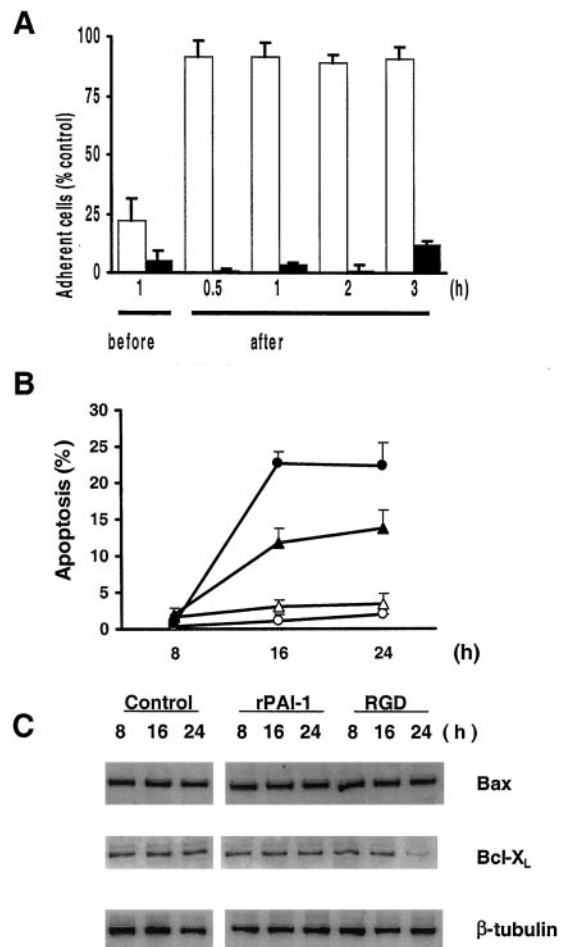 A
Adherent cells (% control)
100
75
50
25
0
1 0.5 1 2 3 (h)
before after
B
Apoptosis (%)
30
25
20
15
10
5
0
8 16 24 (h)
C
Control rPAI-1 RGD
8 16 24 8 16 24 8 16 24 (h)
Bax
Bcl-XL
β-tubulin